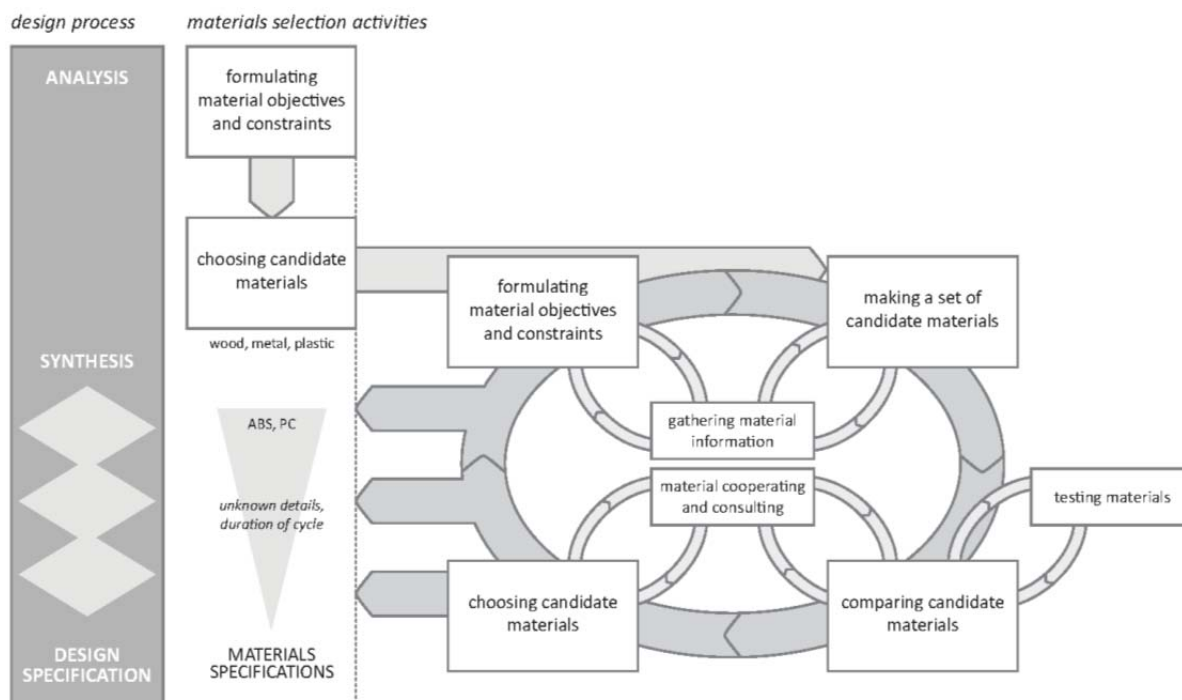 design process
materials selection activities
ANALYSIS
formulating
material objectives
and constraints
choosing candidate
materials
wood, metal, plastic
SYNTHESIS
ABS, PC
unknown details,
duration of cycle
MATERIALS
SPECIFICATIONS
DESIGN
SPECIFICATION
formulating
material objectives
and constraints
making a set of
candidate materials
gathering material
information
material cooperating
and consulting
testing materials
choosing candidate
materials
comparing candidate
materials